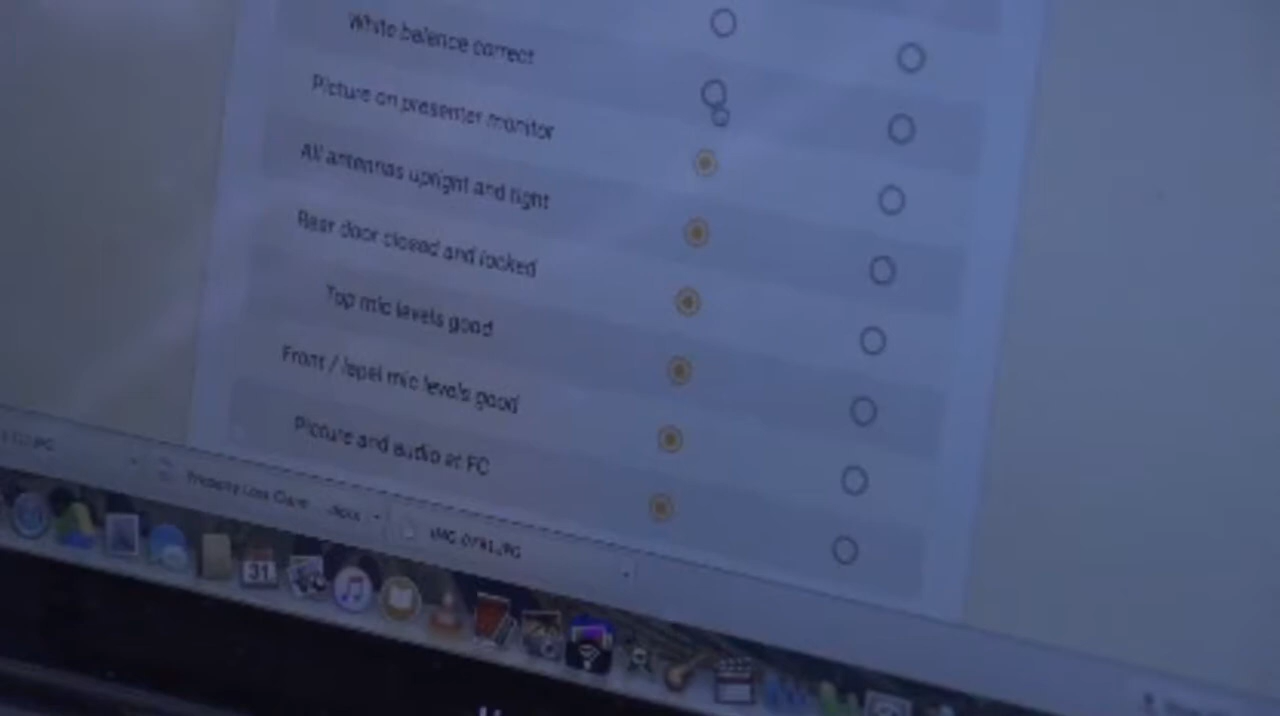 White balance correct
Picture on presenter monitor
All antennas upright and tight
Rear door closed and locked
Top mic levels good
Front / lapel mic levels good
Picture and audio at FC
31